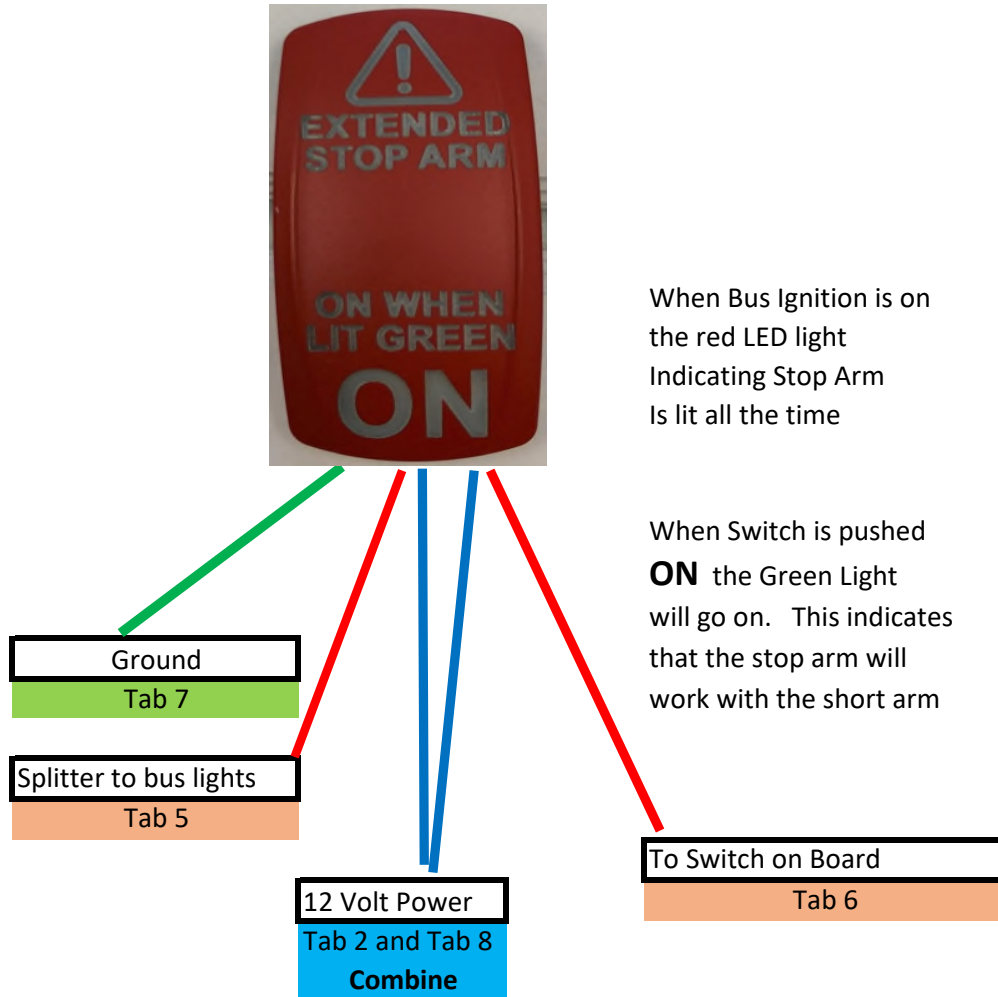 EXTENDED
STOP ARM
ON WHEN
LIT GREEN
ON
When Bus Ignition is on
the red LED light
Indicating Stop Arm
Is lit all the time
When Switch is pushed
ON the Green Light
will go on. This indicates
that the stop arm will
work with the short arm
Ground
Tab 7
Splitter to bus lights
Tab 5
12 Volt Power
Tab 2 and Tab 8
Combine
To Switch on Board
Tab 6